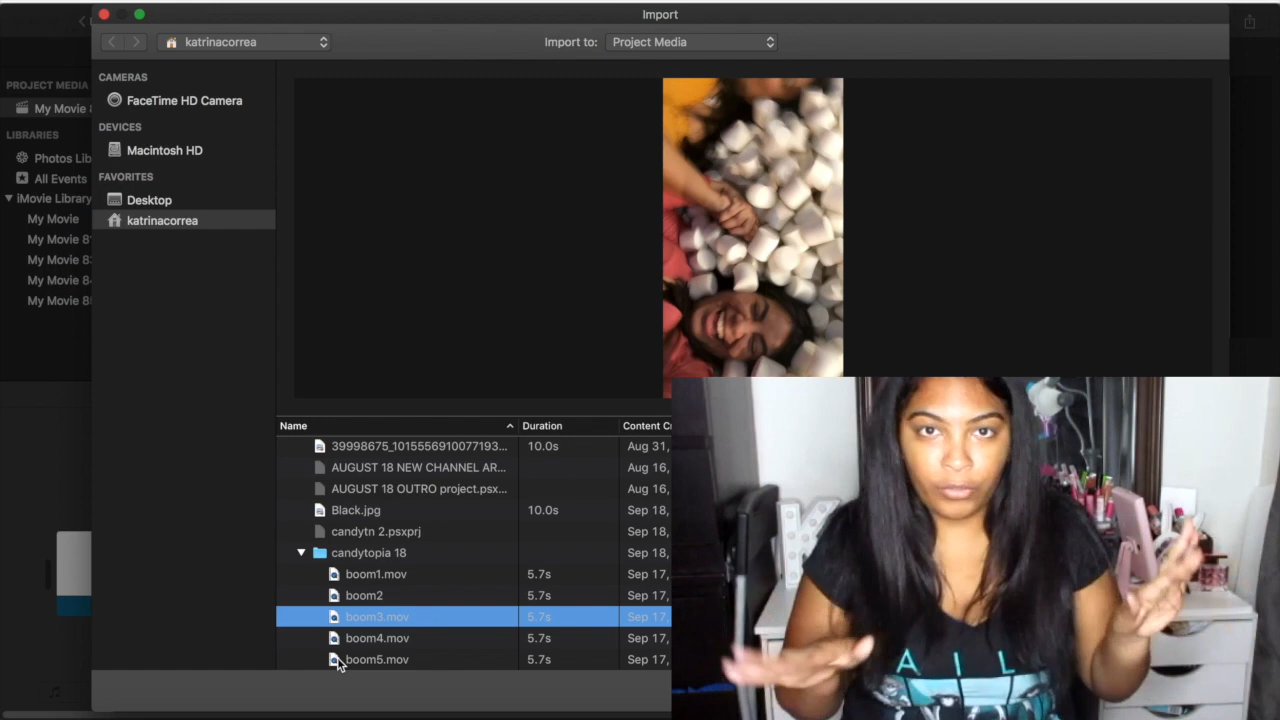 Import
katrinacorrea
Import to: Project Media
CAMERAS
FaceTime HD Camera
DEVICES
Macintosh HD
FAVORITES
Desktop
katrinacorrea
PROJECT MEDIA
My Movie
LIBRARIES
Photos Lib
All Events
iMovie Library
My Movie
My Movie 8
My Movie 8
My Movie 8
My Movie 8
Name Duration Content C
39998675_1015556910077193... 10.0s Aug 31,
AUGUST 18 NEW CHANNEL AR... Aug 16,
AUGUST 18 OUTRO project.psx... Aug 16,
Black.jpg 10.0s Sep 18,
candytn 2.psxprj Sep 18,
candytopia 18 Sep 18,
boom1.mov 5.7s Sep 17,
boom2 5.7s Sep 17,
boom3.mov 5.7s Sep 17,
boom4.mov 5.7s Sep 17,
boom5.mov 5.7s Sep 17,
A I L